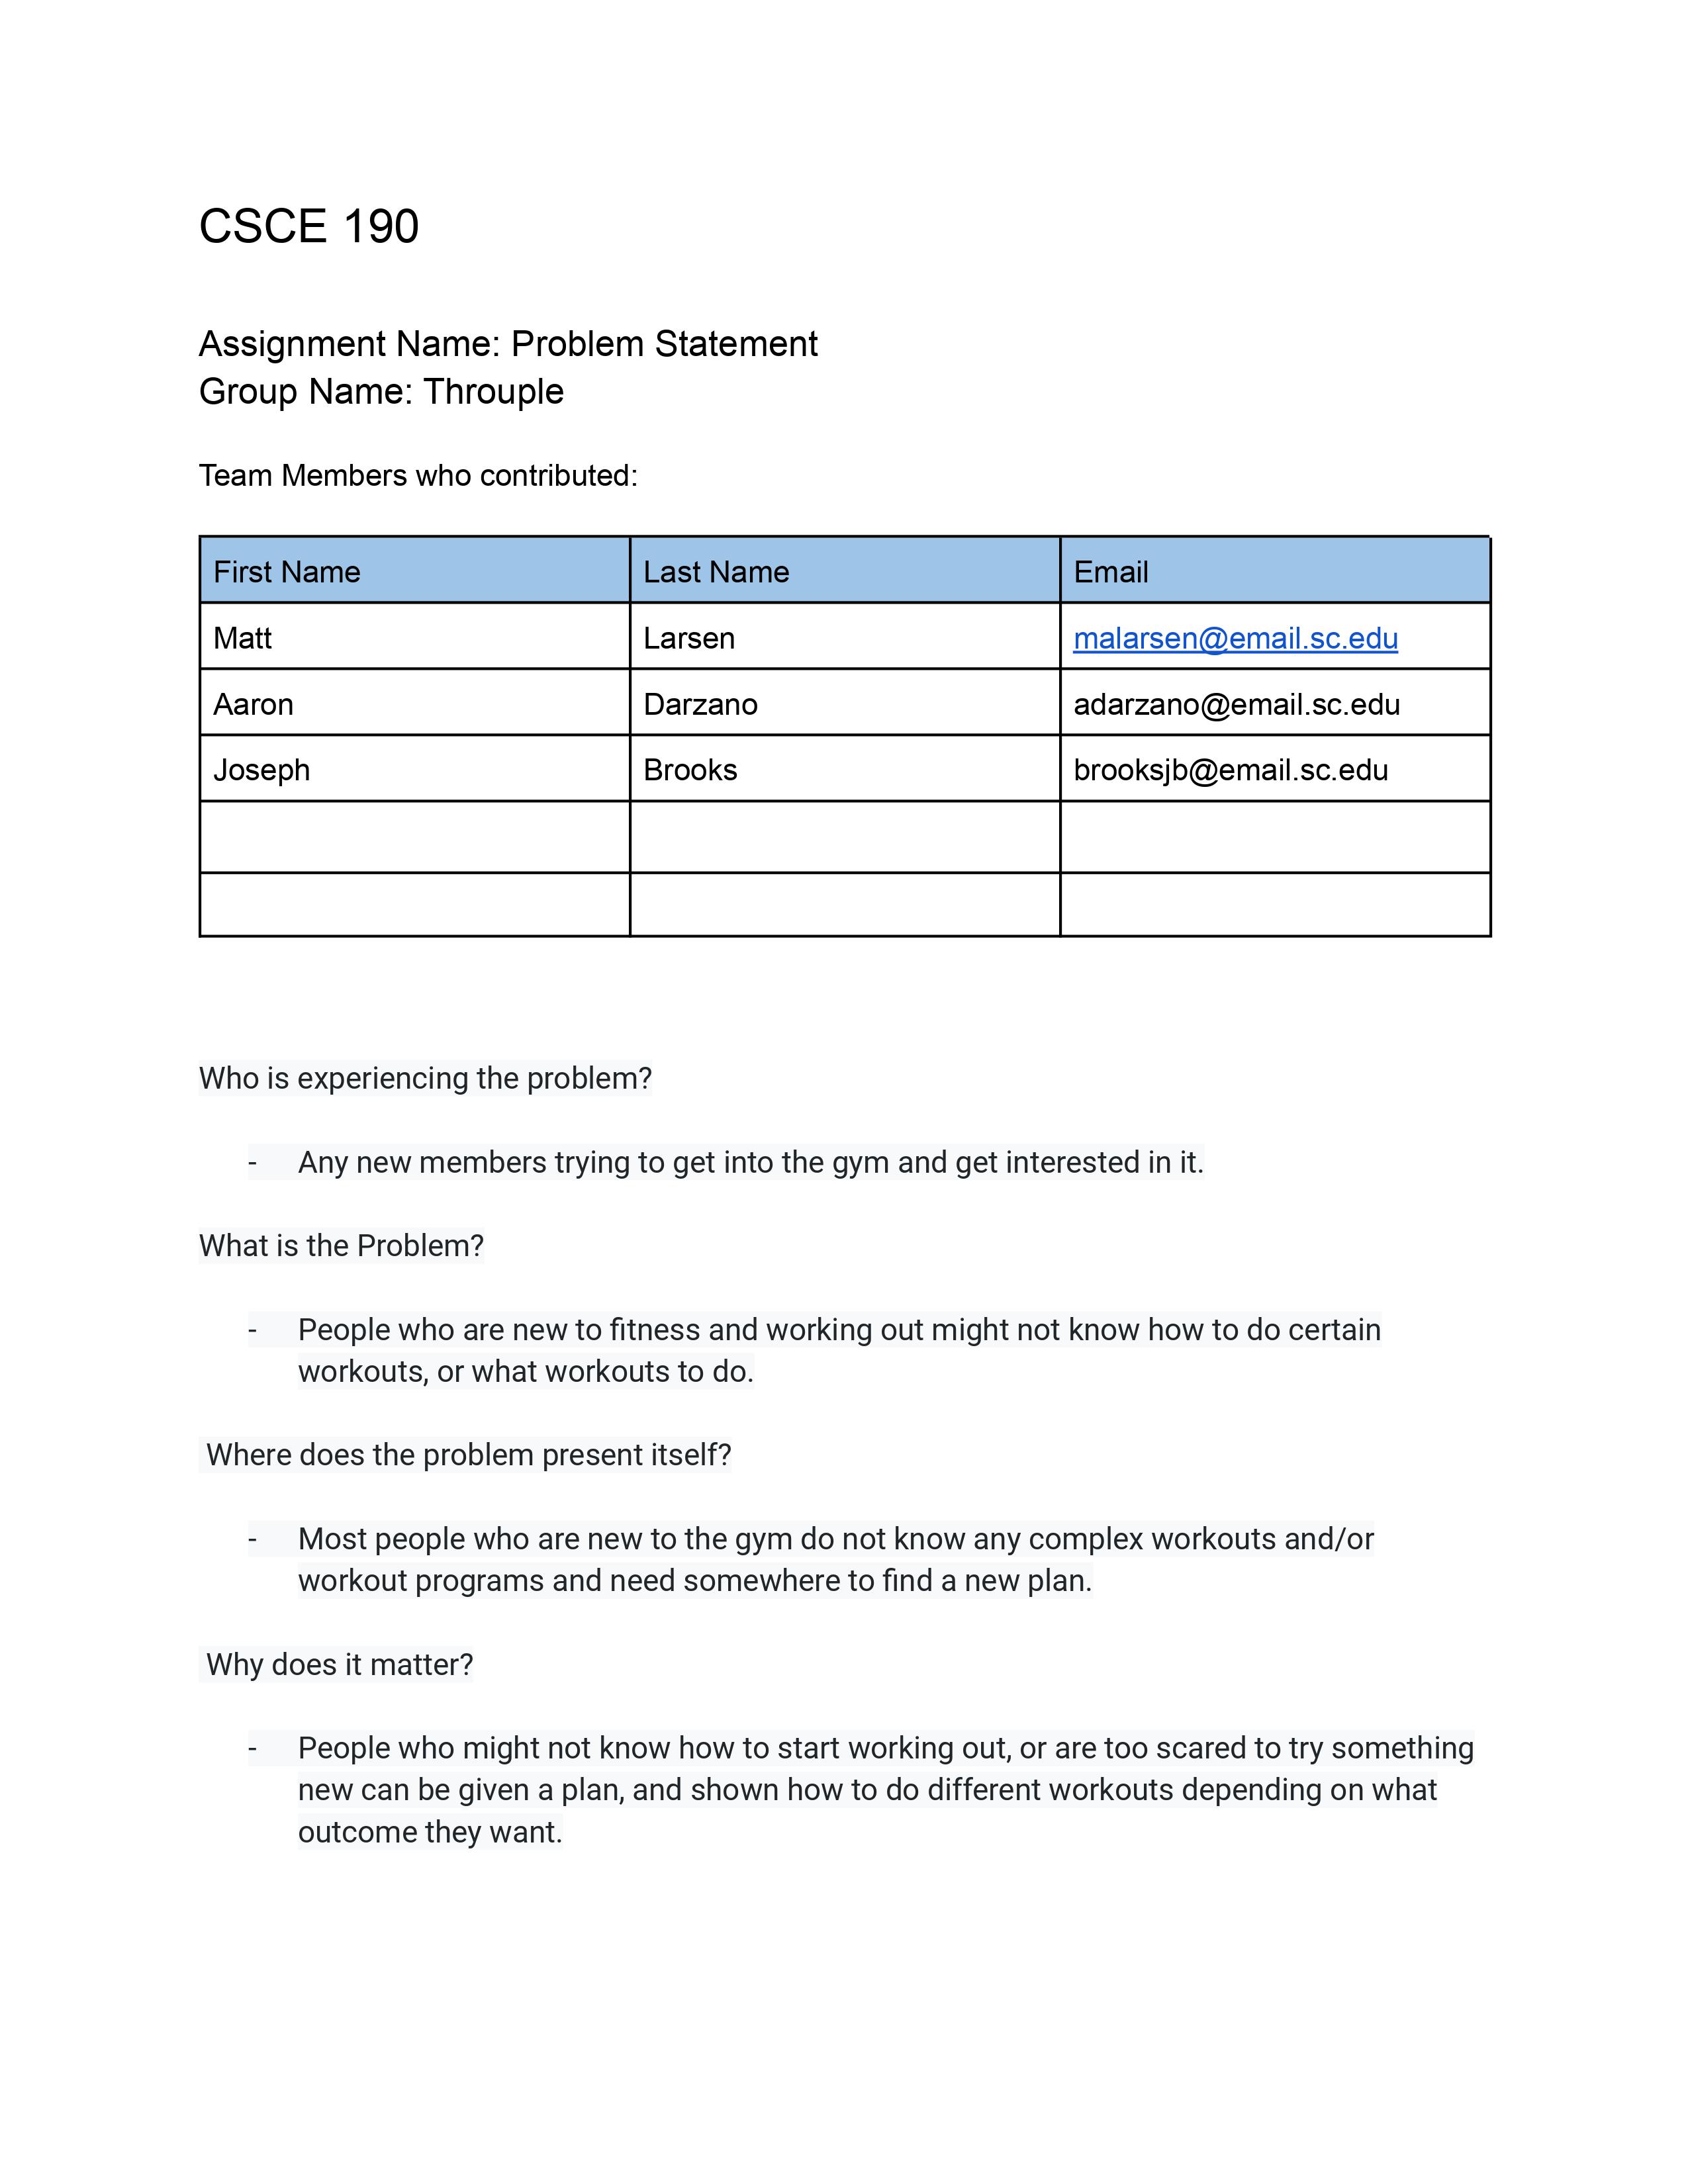 CSCE 190
Assignment Name: Problem Statement
Group Name: Throuple
Team Members who contributed:
First Name Last Name Email
Matt Larsen malarsen@email.sc.edu
Aaron Darzano adarzano@email.sc.edu
Joseph Brooks brooksjb@email.sc.edu
Who is experiencing the problem?
- Any new members trying to get into the gym and get interested in it.
What is the Problem?
- People who are new to fitness and working out might not know how to do certain
workouts, or what workouts to do.
Where does the problem present itself?
- Most people who are new to the gym do not know any complex workouts and/or
workout programs and need somewhere to find a new plan.
Why does it matter?
- People who might not know how to start working out, or are too scared to try something
new can be given a plan, and shown how to do different workouts depending on what
outcome they want.